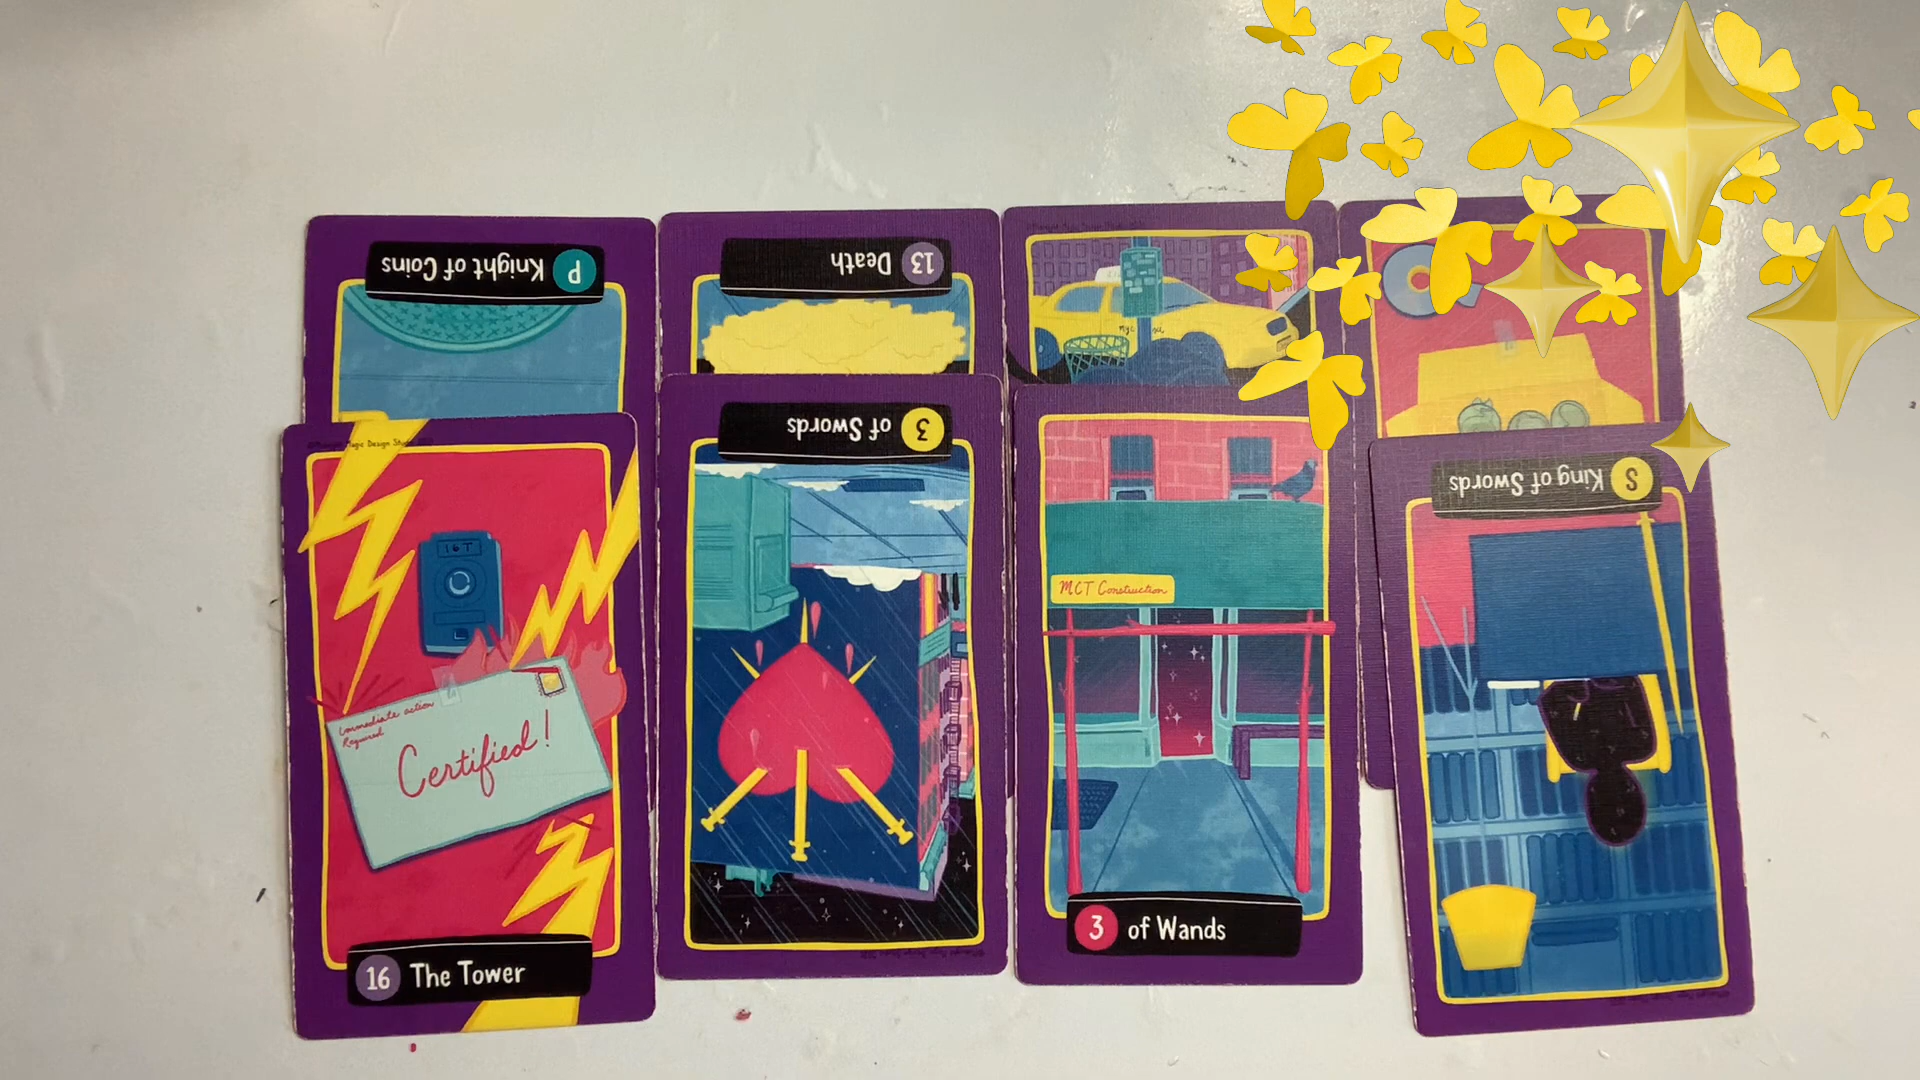 P Knight of Coins
13 Death
3 of Swords
S King of Swords
16T
Immediate action
Required
Certified!
16 The Tower
MCT Construction
3 of Wands